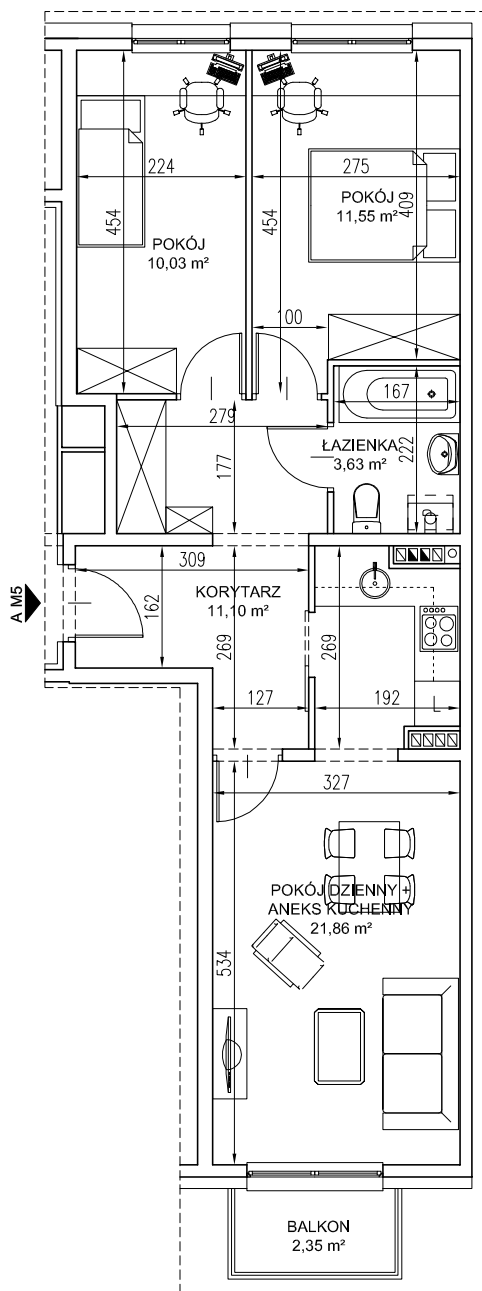 224
275
POKÓJ
11,55 m²
454
454
409
POKÓJ
10,03 m²
100
167
279
ŁAZIENKA
3,63 m²
222
177
309
KORYTARZ
11,10 m²
A M5
162
269
269
127
192
L
327
POKÓJ DZIENNY +
ANEKS KUCHENNY
21,86 m²
534
BALKON
2,35 m²